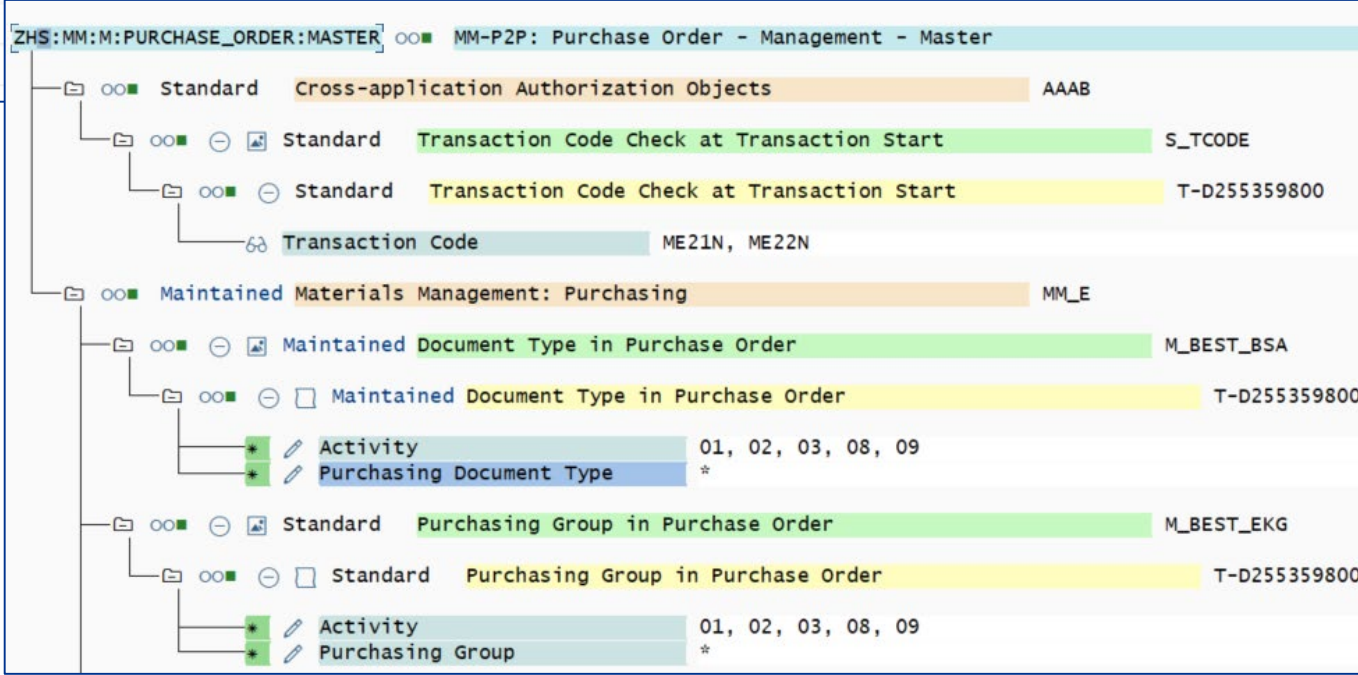 ZHS:MM:M:PURCHASE_ORDER:MASTER MM-P2P: Purchase Order - Management - Master
Standard Cross-application Authorization Objects AAAB
Standard Transaction Code Check at Transaction Start S_TCODE
Standard Transaction Code Check at Transaction Start T-D255359800
Transaction Code ME21N, ME22N
Maintained Materials Management: Purchasing MM_E
Maintained Document Type in Purchase Order M_BEST_BSA
Maintained Document Type in Purchase Order T-D255359800
* Activity 01, 02, 03, 08, 09
* Purchasing Document Type *
Standard Purchasing Group in Purchase Order M_BEST_EKG
Standard Purchasing Group in Purchase Order T-D255359800
* Activity 01, 02, 03, 08, 09
* Purchasing Group *